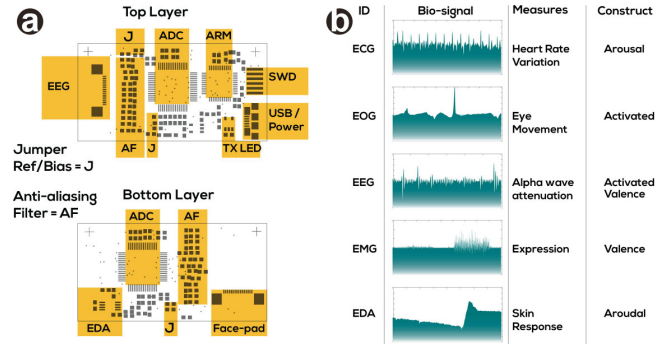 a
Top Layer
J
ADC
ARM
EEG
SWD
USB /
Power
AF
J
TX LED
Jumper
Ref/Bias = J
Anti-aliasing
Filter = AF
Bottom Layer
ADC
AF
EDA
J
Face-pad
b
ID Bio-signal Measures Construct
ECG Heart Rate Variation Arousal
EOG Eye Movement Activated
EEG Alpha wave attenuation Activated Valence
EMG Expression Valence
EDA Skin Response Aroudal